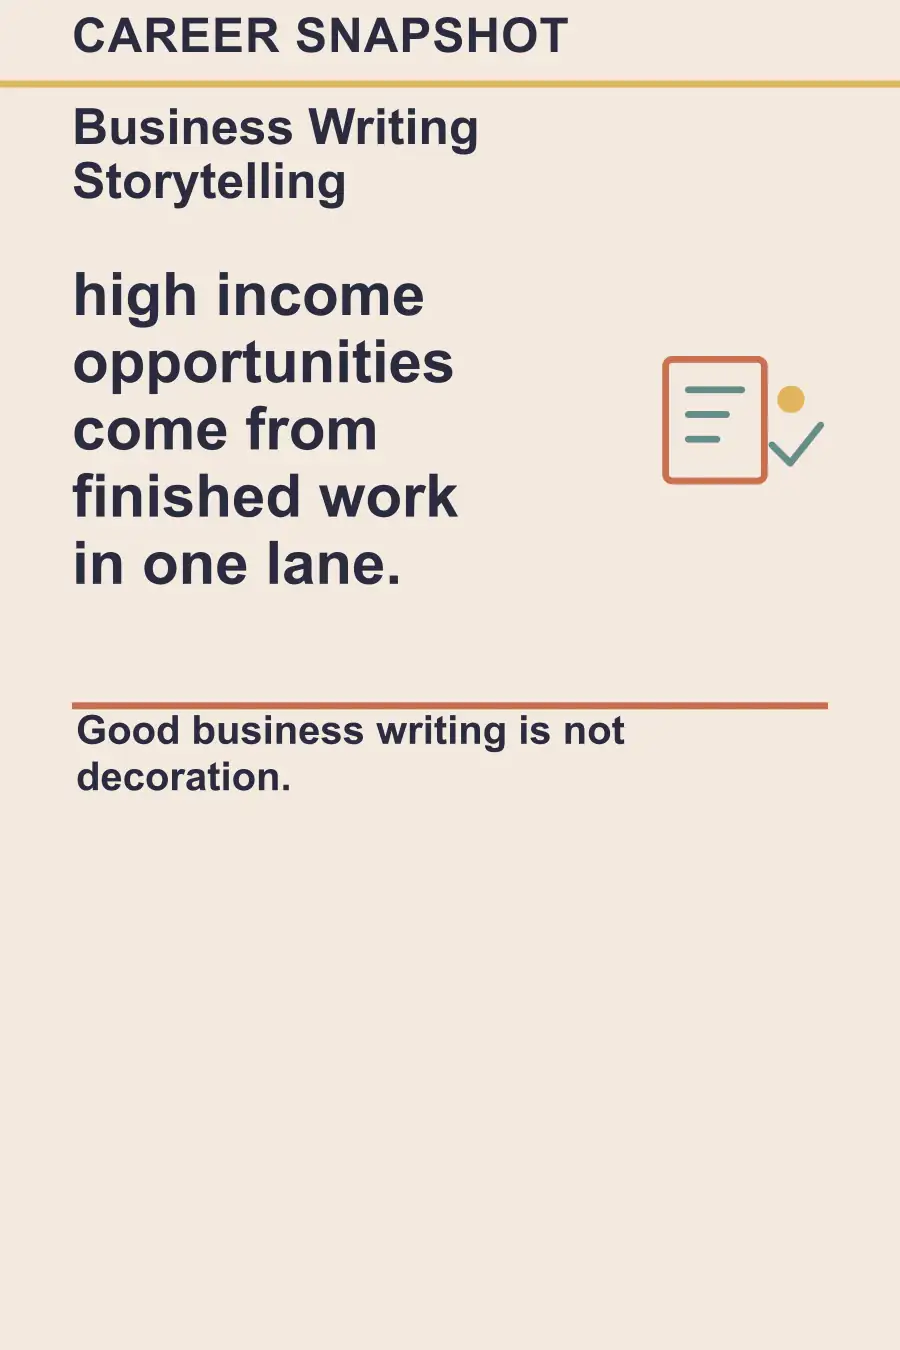 CAREER SNAPSHOT
Business Writing
Storytelling
high income
opportunities
come from
finished work
in one lane.
Good business writing is not
decoration.